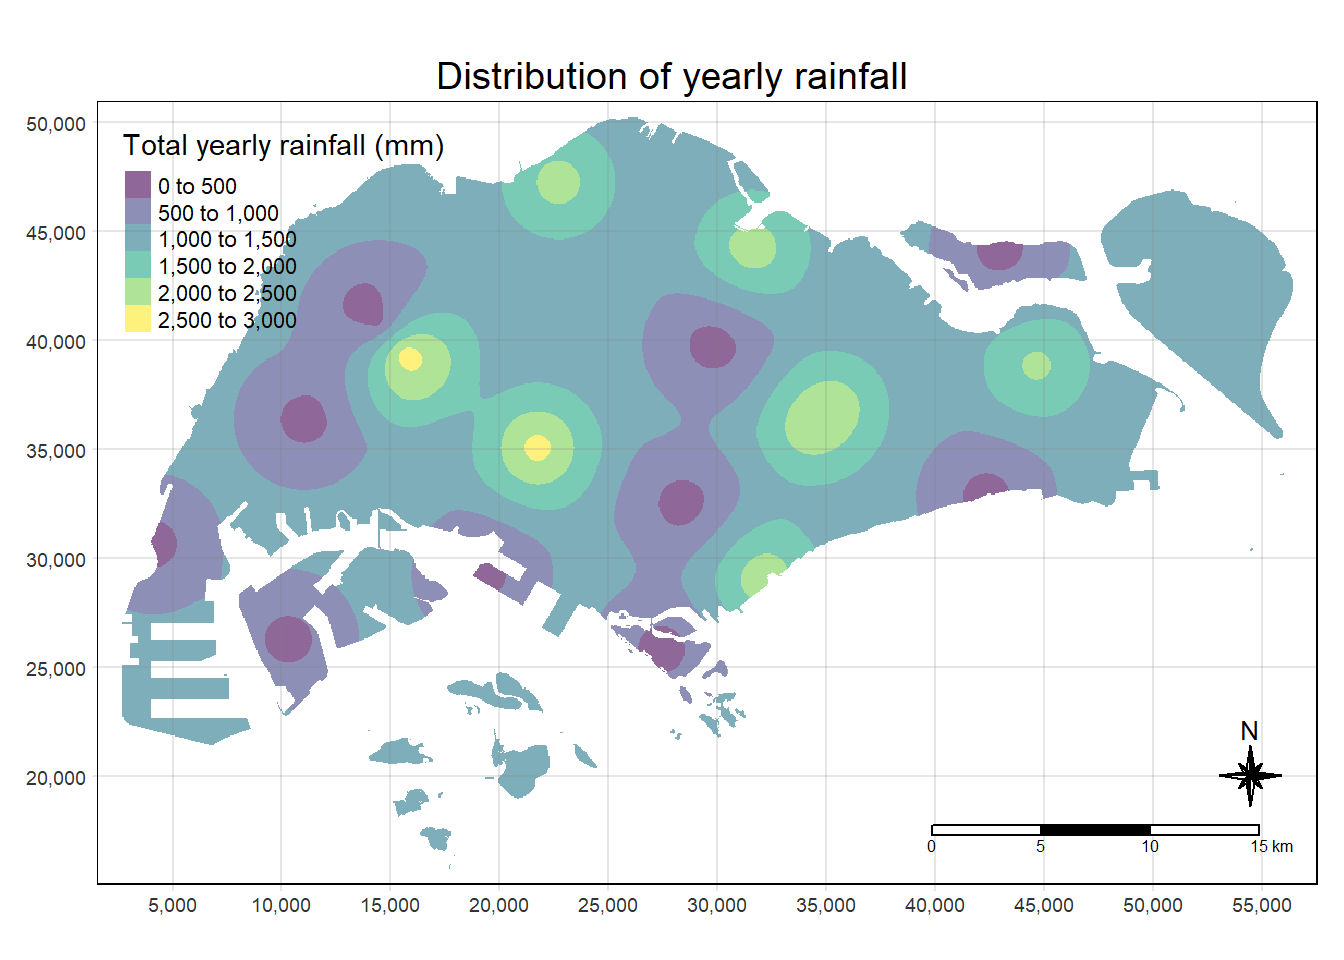 Distribution of yearly rainfall
50,000
45,000
40,000
35,000
30,000
25,000
20,000
Total yearly rainfall (mm)
0 to 500
500 to 1,000
1,000 to 1,500
1,500 to 2,000
2,000 to 2,500
2,500 to 3,000
N
0 5 10 15 km
5,000 10,000 15,000 20,000 25,000 30,000 35,000 40,000 45,000 50,000 55,000